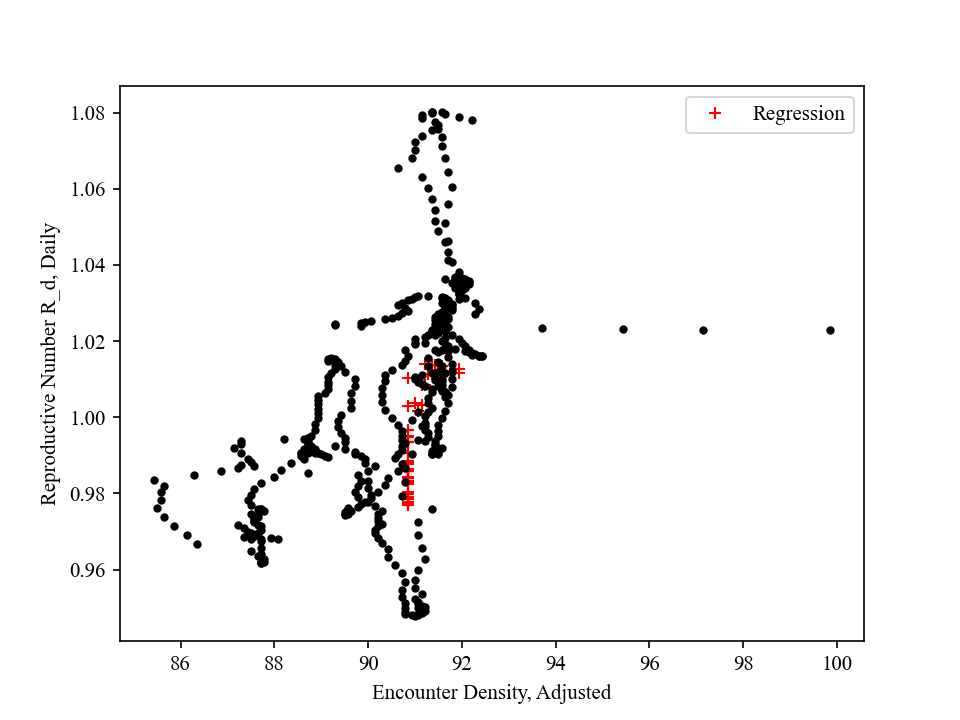 Regression
1.08
1.06
1.04
1.02
1.00
0.98
0.96
Reproductive Number R_d, Daily
86 88 90 92 94 96 98 100
Encounter Density, Adjusted